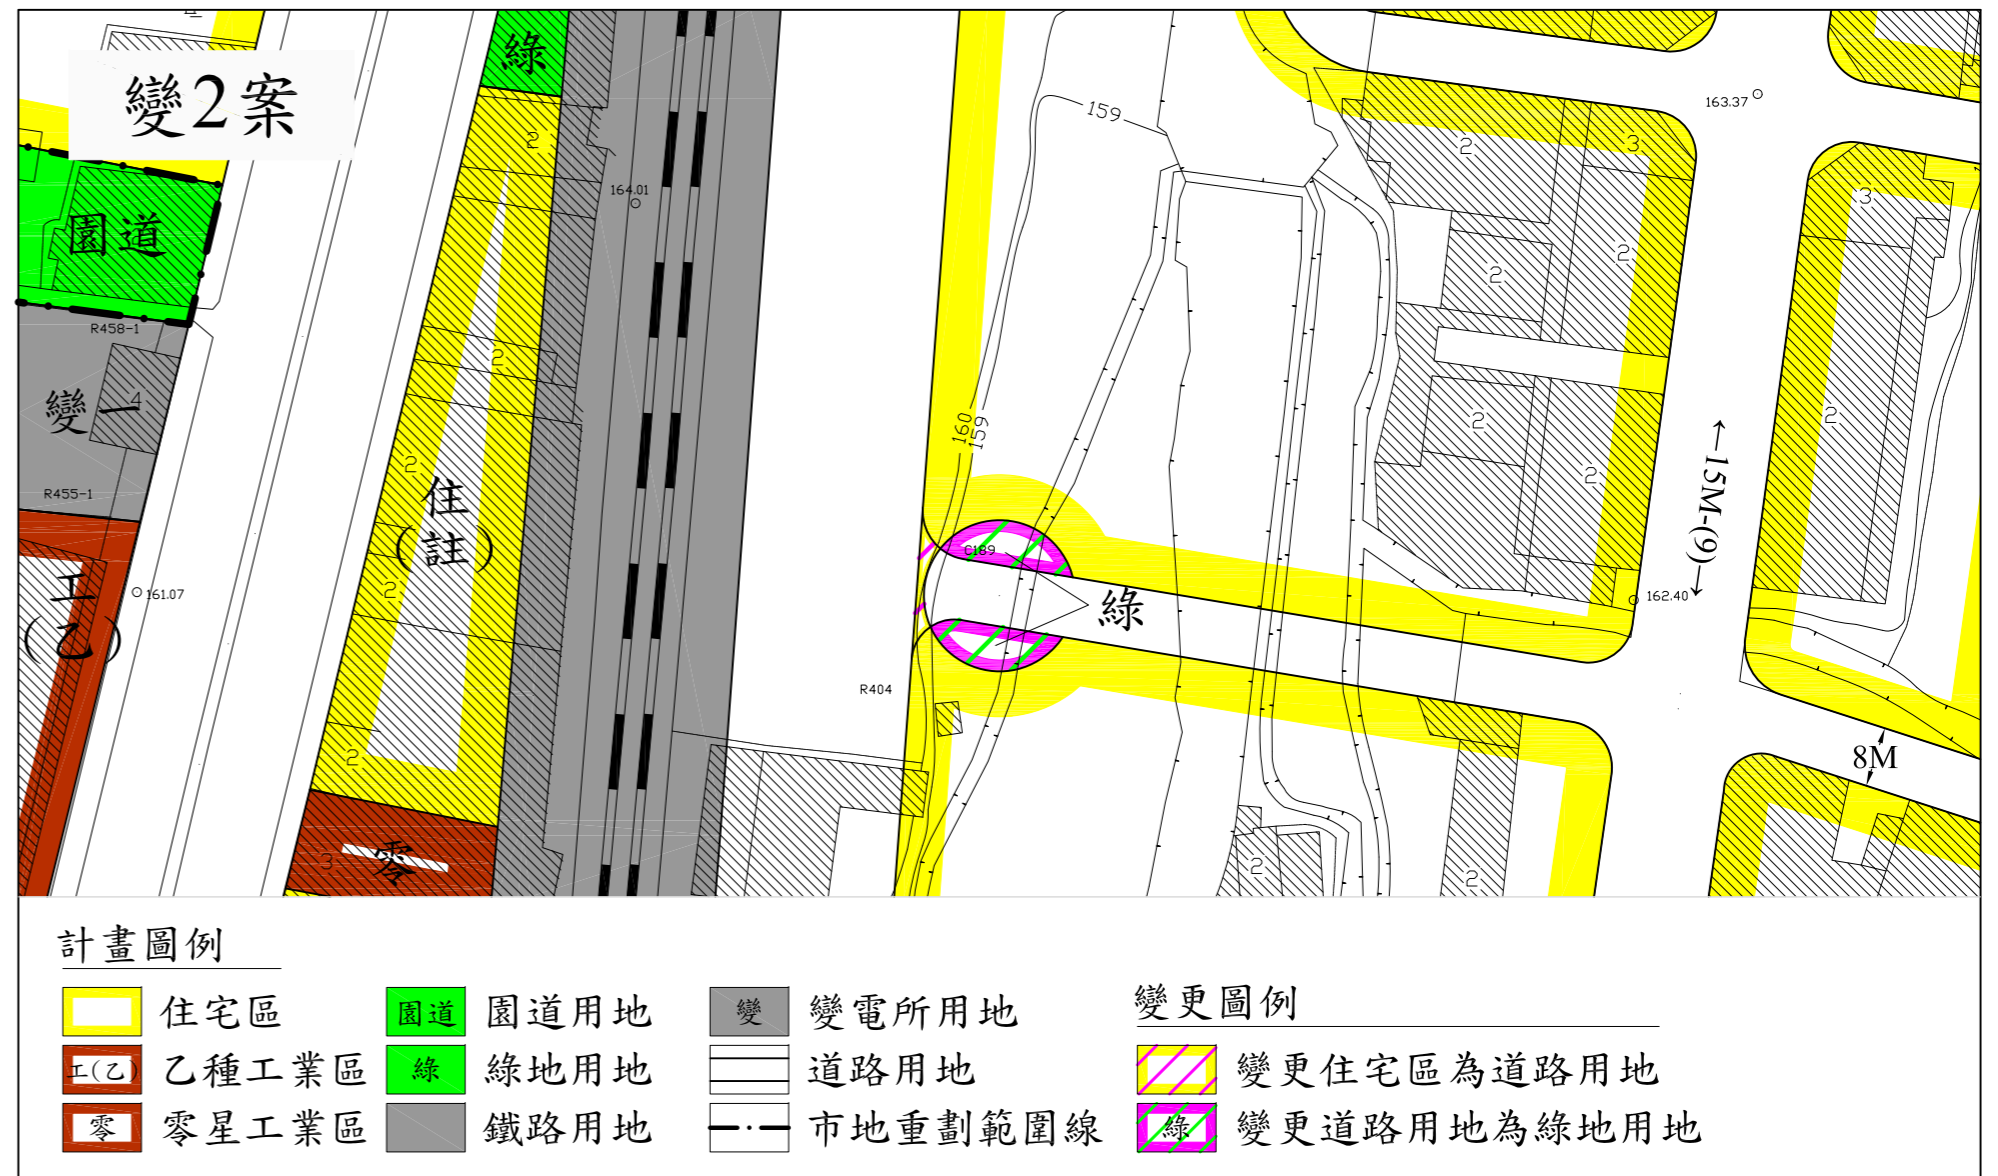 變2案
綠
2
159
163.37
2
3
164.01
3
園道
2
2
R458-1
2
變一
4
2
160
159
2
2
←15M-(9)→
2
R455-1
住
(註)
2
C189
工
(乙)
161.07
2
綠
162.40
R404
8M
2
零
3
2
2
計畫圖例
住宅區
園道 園道用地
變 變電所用地
變更圖例
工(乙) 乙種工業區
綠 綠地用地
道路用地
變更住宅區為道路用地
零 零星工業區
鐵路用地
市地重劃範圍線
綠 變更道路用地為綠地用地